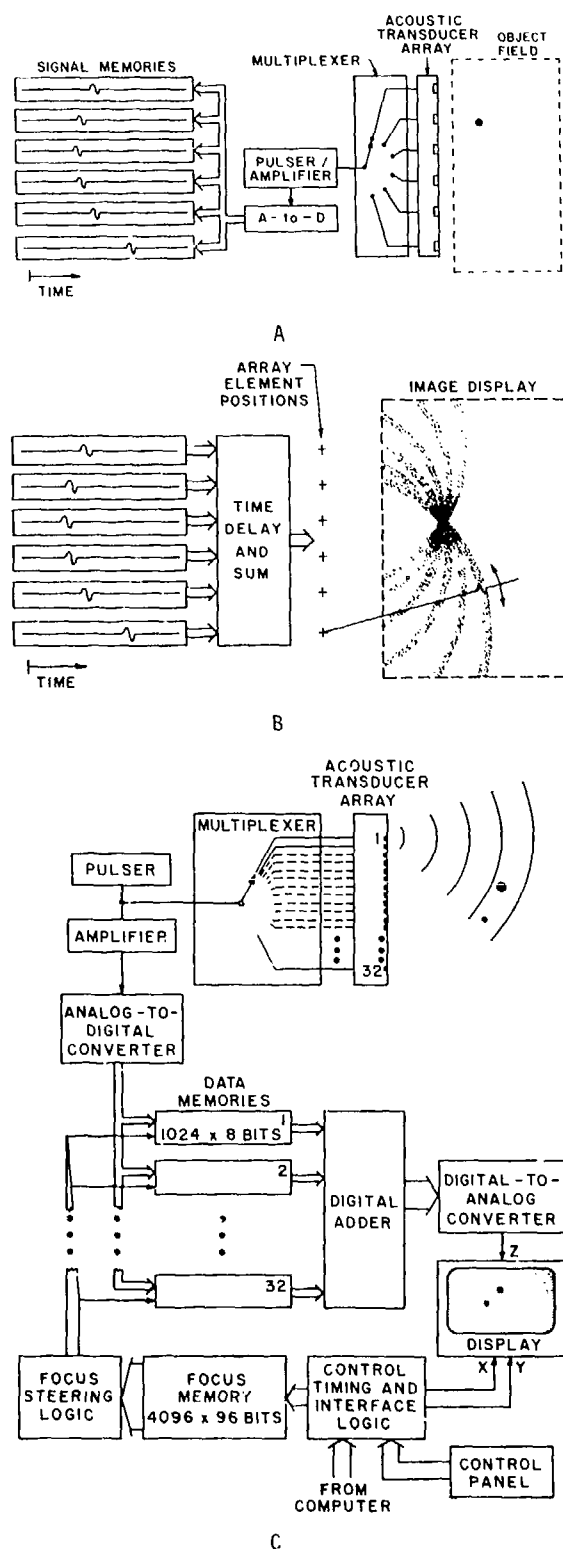 ACOUSTIC
TRANSDUCER
ARRAY
OBJECT
FIELD
SIGNAL MEMORIES
MULTIPLEXER
PULSER /
AMPLIFIER
A - to - D
TIME
A
ARRAY
ELEMENT
POSITIONS
IMAGE DISPLAY
TIME
DELAY
AND
SUM
TIME
B
ACOUSTIC
TRANSDUCER
ARRAY
MULTIPLEXER
PULSER
1
AMPLIFIER
32
ANALOG-TO-
DIGITAL
CONVERTER
DATA
MEMORIES
1
1024 x 8 BITS
2
DIGITAL
ADDER
DIGITAL-TO-
ANALOG
CONVERTER
Z
32
DISPLAY
X Y
FOCUS
STEERING
LOGIC
FOCUS
MEMORY
4096 x 96 BITS
CONTROL
TIMING AND
INTERFACE
LOGIC
FROM
COMPUTER
CONTROL
PANEL
C